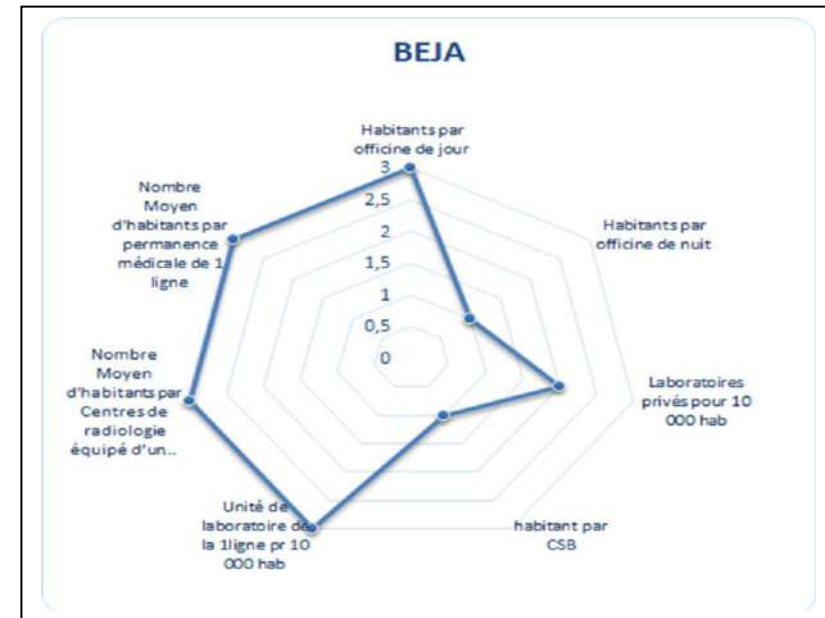 BEJA
Habitants par
officine de jour
3
2,5
2
1,5
1
0,5
0
Habitants par
officine de nuit
Laboratoires
privés pour 10
000 hab
habitant par
CSB
Unité de
laboratoire de
la 1ligne pr 10
000 hab
Nombre
Moyen
d'habitants par
Centres de
radiologie
équipé d'un..
Nombre
Moyen
d'habitants par
permanence
médicale de 1
ligne